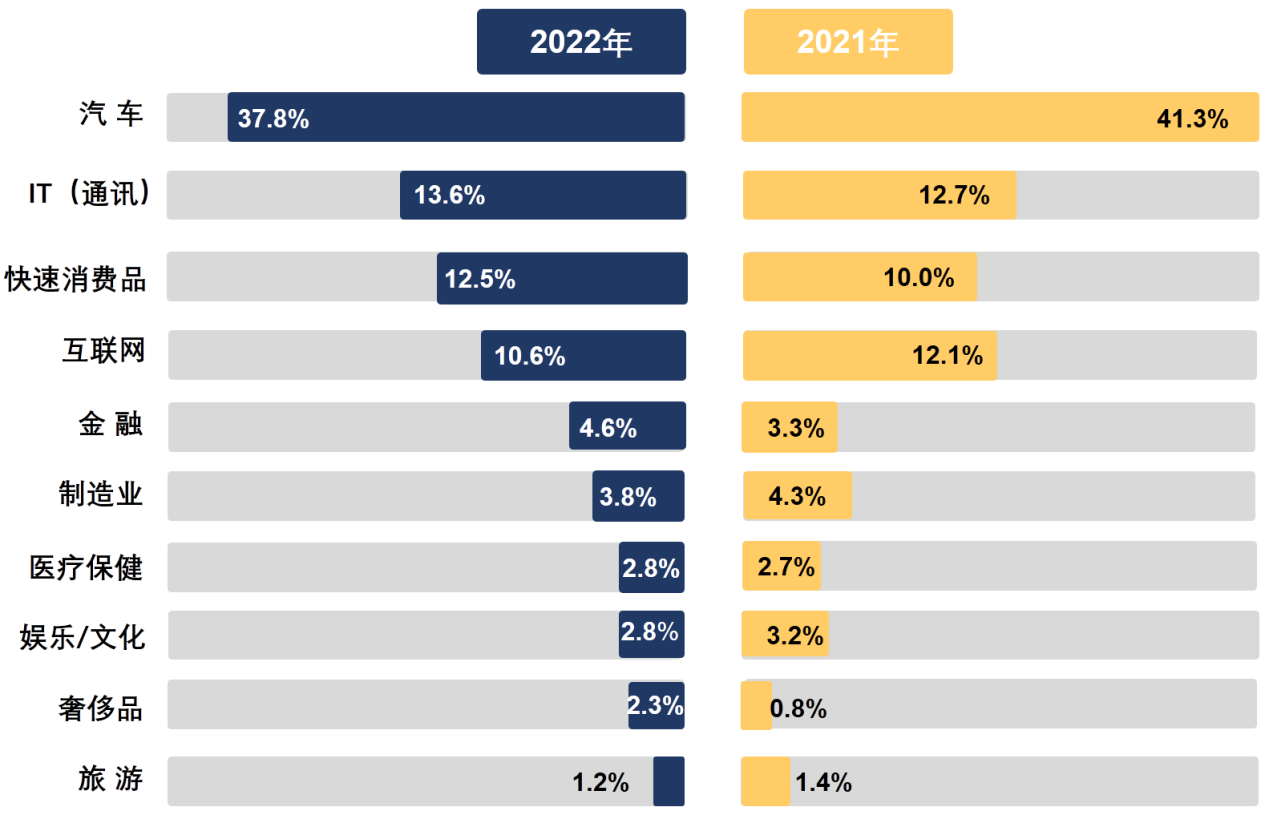 2022年 2021年
汽 车 37.8% 41.3%
IT（通讯） 13.6% 12.7%
快速消费品 12.5% 10.0%
互联网 10.6% 12.1%
金 融 4.6% 3.3%
制造业 3.8% 4.3%
医疗保健 2.8% 2.7%
娱乐/文化 2.8% 3.2%
奢侈品 2.3% 0.8%
旅 游 1.2% 1.4%